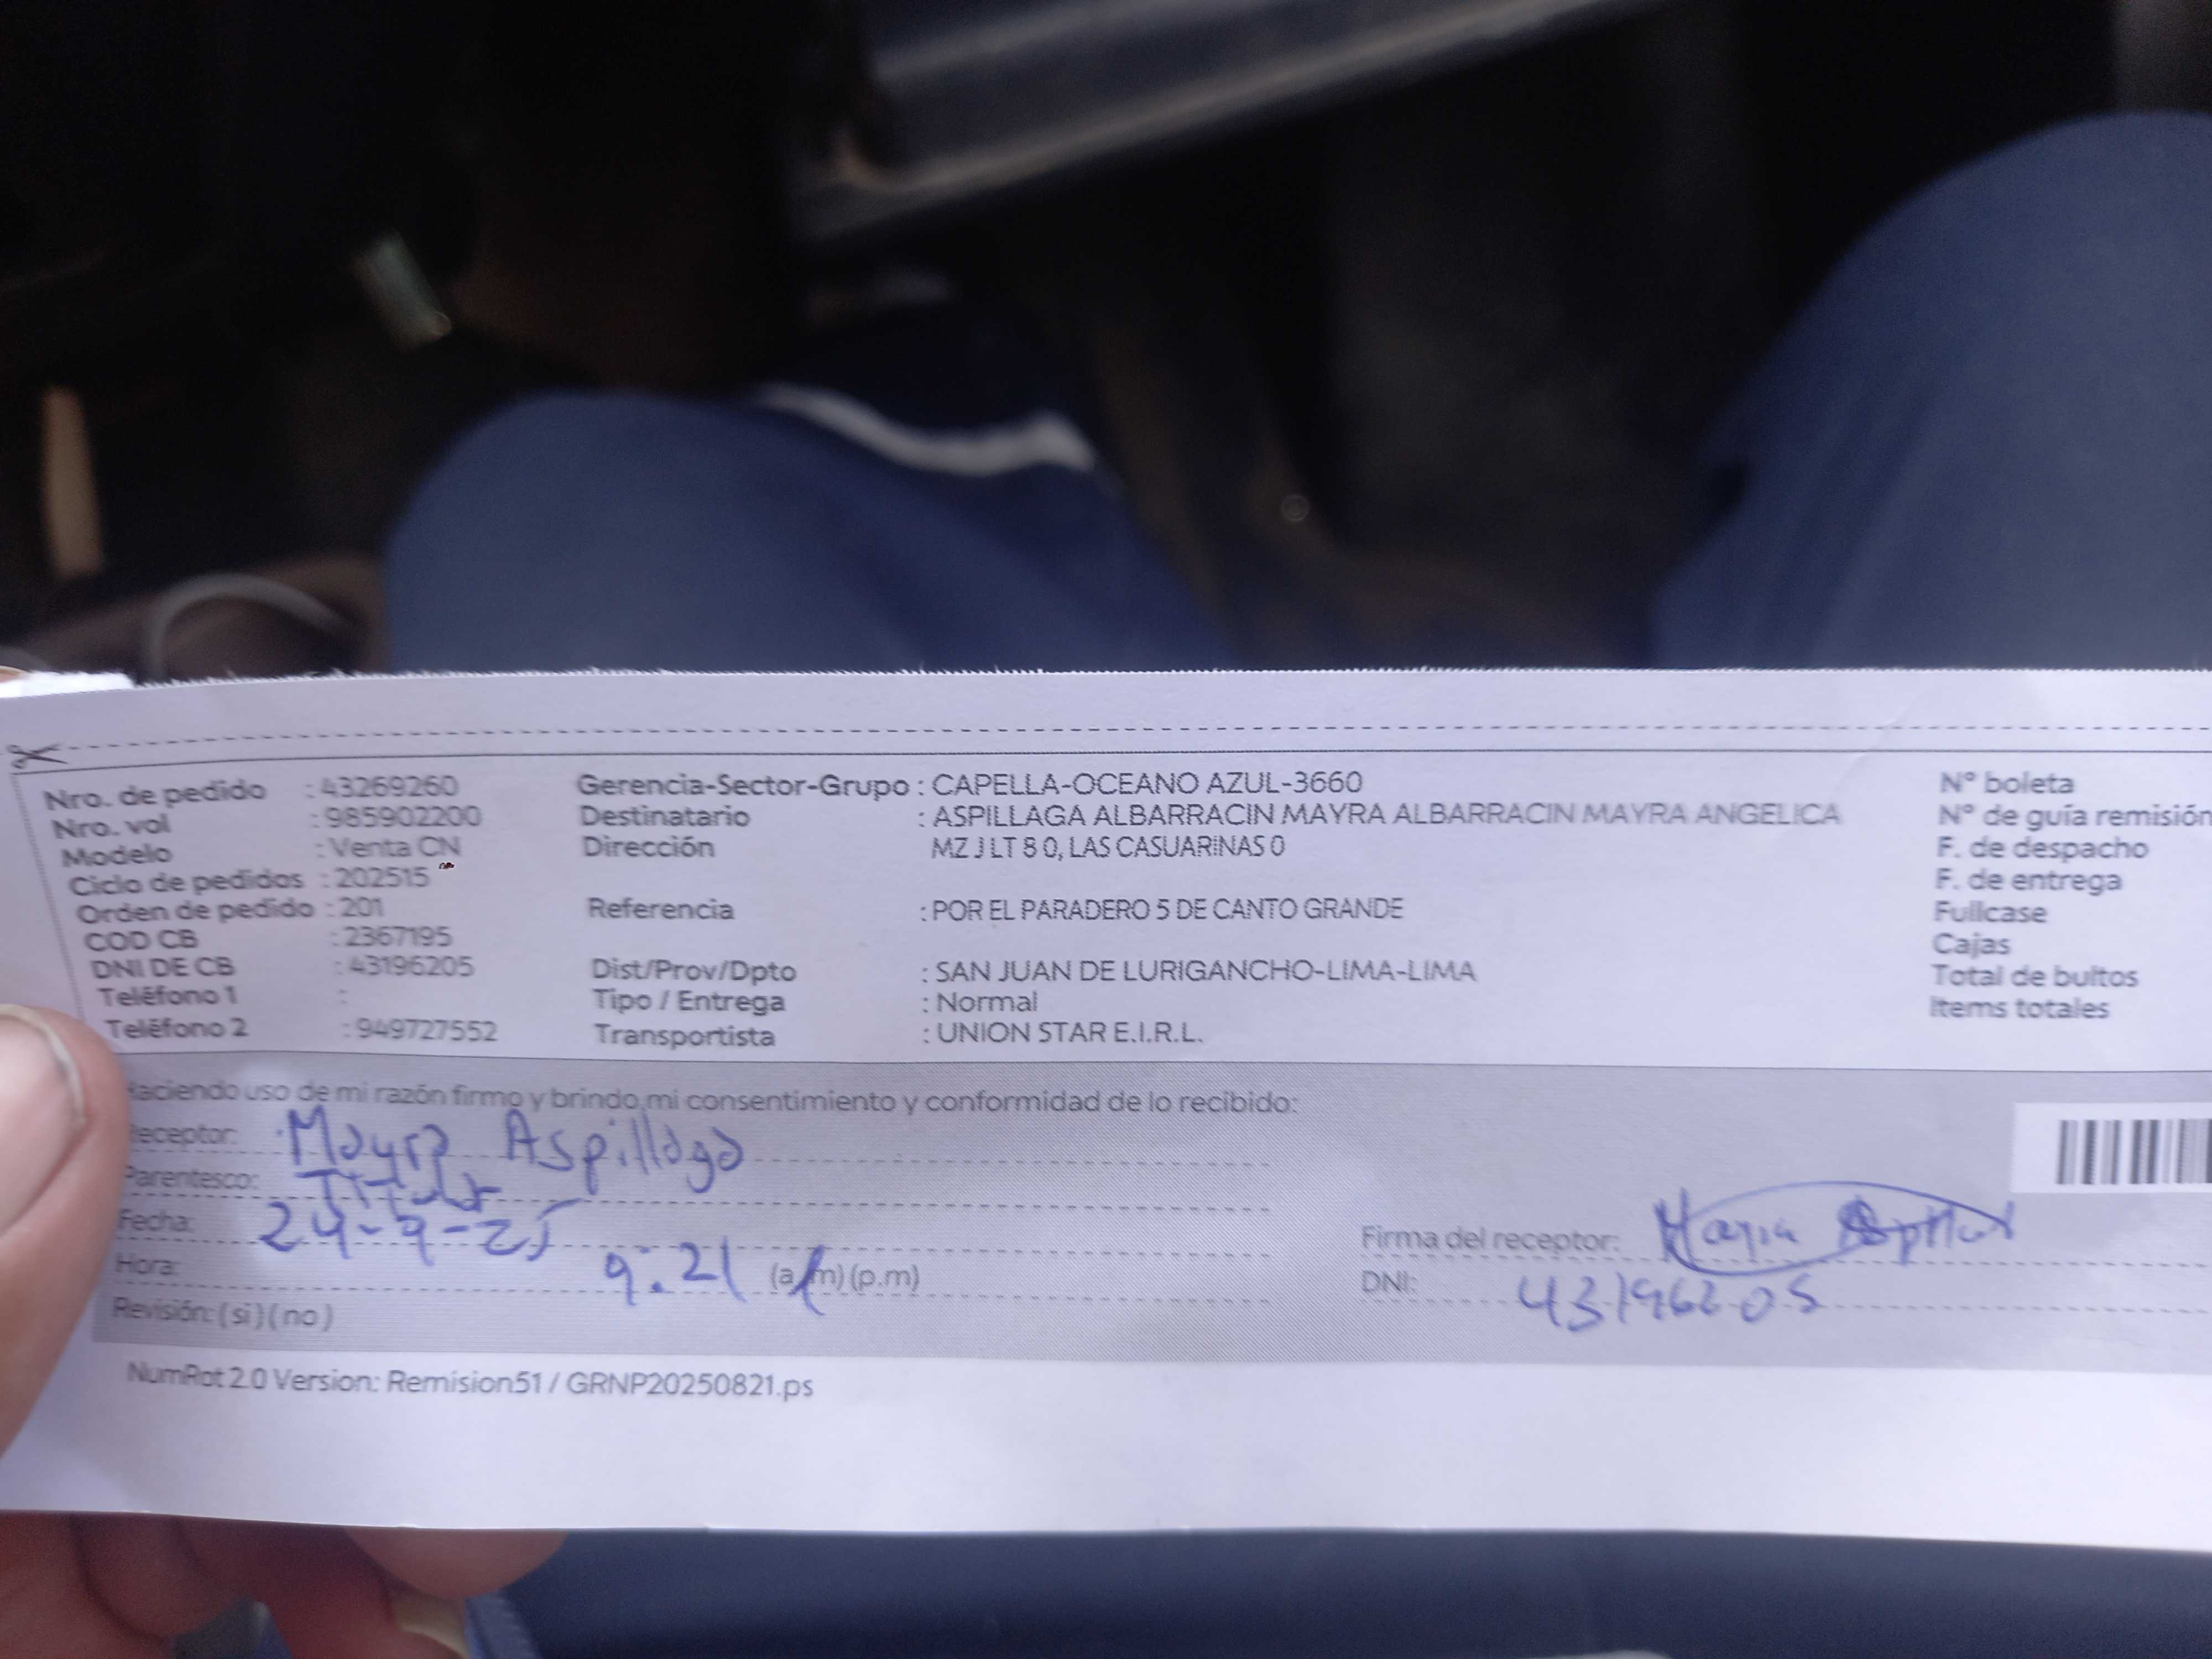 Nro. de pedido : 43269260
Nro. vol : 985902200
Modelo : Venta CN
Ciclo de pedidos : 202515
Orden de pedido : 201
COD CB : 2367195
DNI DE CB : 43196205
Teléfono 1 :
Teléfono 2 : 949727552
Gerencia-Sector-Grupo : CAPELLA-OCEANO AZUL-3660
Destinatario : ASPILLAGA ALBARRACIN MAYRA ALBARRACIN MAYRA ANGELICA
Dirección MZ J LT 8 0, LAS CASUARINAS 0
Referencia : POR EL PARADERO 5 DE CANTO GRANDE
Dist/Prov/Dpto : SAN JUAN DE LURIGANCHO-LIMA-LIMA
Tipo / Entrega : Normal
Transportista : UNION STAR E.I.R.L.
N° boleta
N° de guía remisión
F. de despacho
F. de entrega
Fullcase
Cajas
Total de bultos
Items totales
Haciendo uso de mi razón firmo y brindo mi consentimiento y conformidad de lo recibido:
Receptor: Mayra Aspillaga
Parentesco: Titular
Fecha: 24-9-25
Hora: 9:21 (a.m) (p.m)
Revisión: ( si ) ( no )
Firma del receptor: Mayra
DNI: 43196205
NumRot 2.0 Version: Remision51 / GRNP20250821.ps